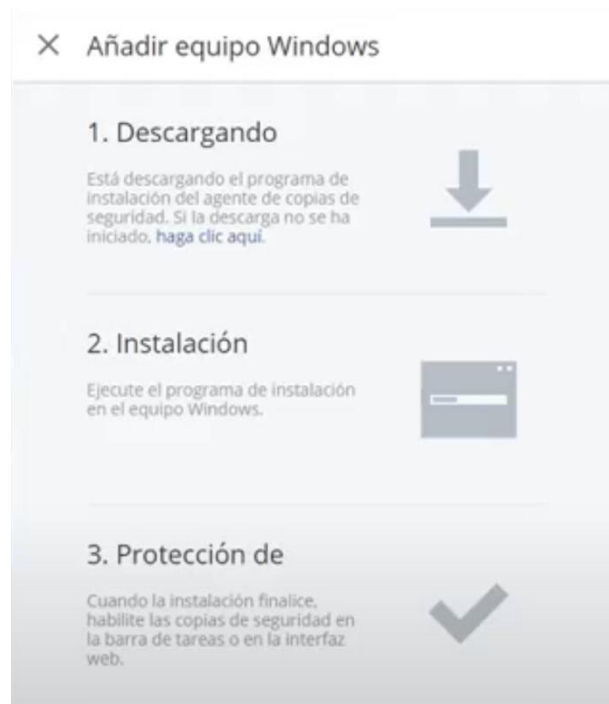 Añadir equipo Windows
1. Descargando
Está descargando el programa de
instalación del agente de copias de
seguridad. Si la descarga no se ha
iniciado, haga clic aquí.
2. Instalación
Ejecute el programa de instalación
en el equipo Windows.
3. Protección de
Cuando la instalación finalice,
habilite las copias de seguridad en
la barra de tareas o en la interfaz
web.